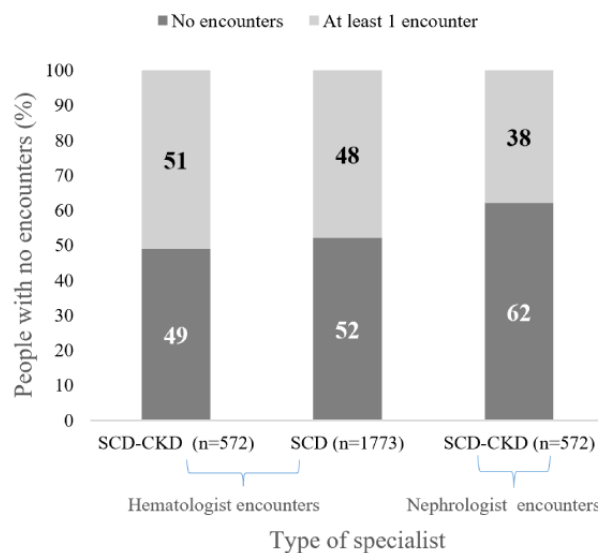 No encounters At least 1 encounter
People with no encounters (%)
100
90
80
70
60
50
40
30
20
10
0
51 48 38
49 52 62
SCD-CKD (n=572) SCD (n=1773) SCD-CKD (n=572)
Hematologist encounters Nephrologist encounters
Type of specialist